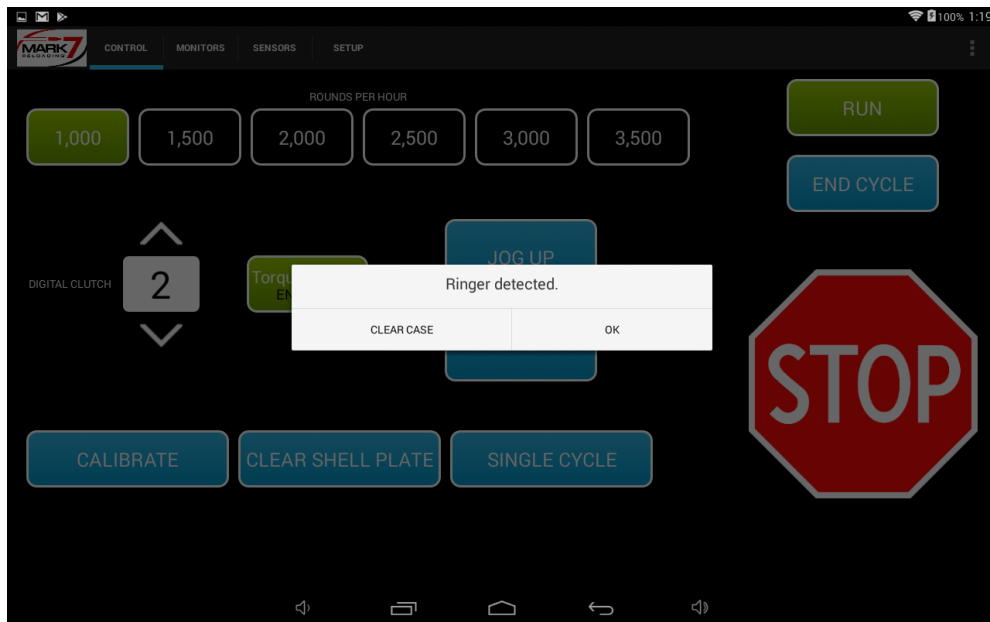 100% 1:19
MARK 7
RELOADING
CONTROL
MONITORS
SENSORS
SETUP
ROUNDS PER HOUR
1,000
1,500
2,000
2,500
3,000
3,500
RUN
END CYCLE
DIGITAL CLUTCH
2
Torqu
EN
JOG UP
Ringer detected.
CLEAR CASE
OK
STOP
CALIBRATE
CLEAR SHELL PLATE
SINGLE CYCLE